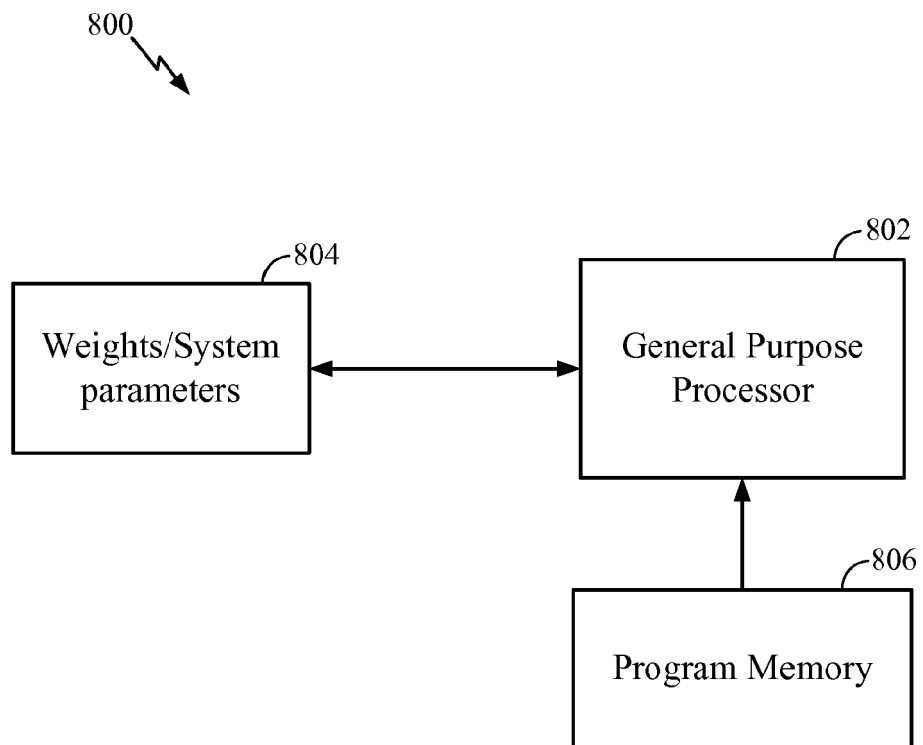 800
802
804
Weights/System
parameters
General Purpose
Processor
806
Program Memory